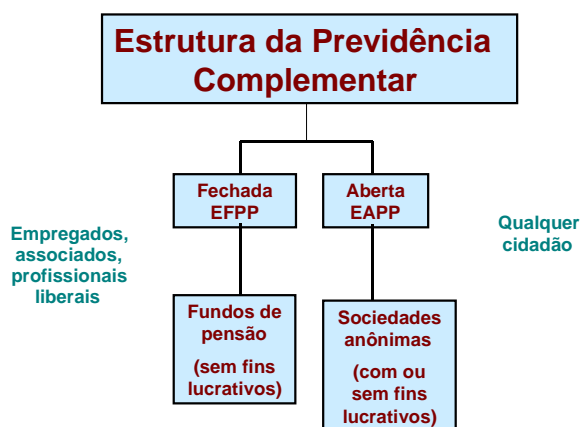 Estrutura da Previdência
Complementar
Fechada
EFPP
Aberta
EAPP
Empregados,
associados,
profissionais
liberais
Qualquer
cidadão
Fundos de
pensão
(sem fins
lucrativos)
Sociedades
anônimas
(com ou
sem fins
lucrativos)